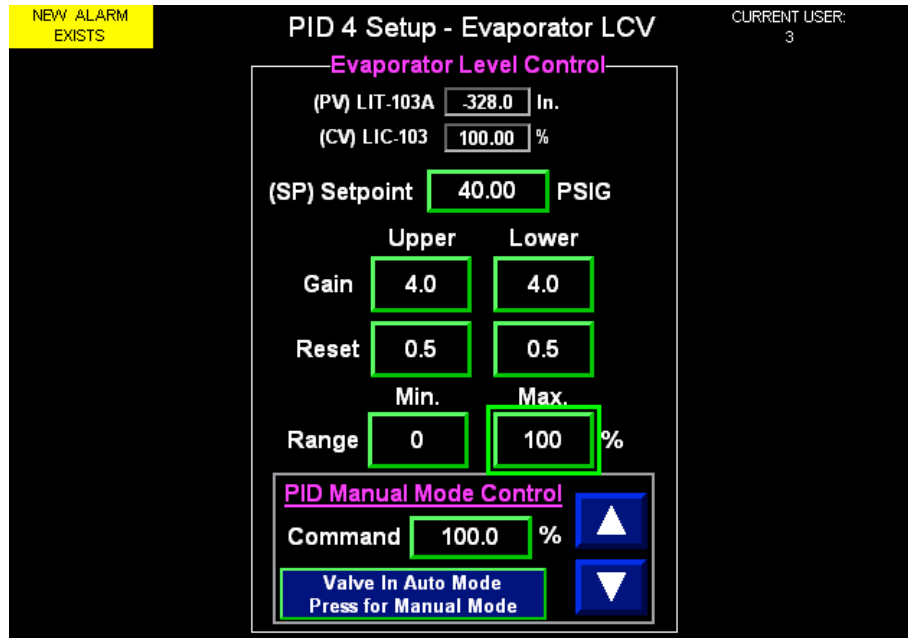 NEW ALARM
EXISTS
PID 4 Setup - Evaporator LCV
CURRENT USER:
3
Evaporator Level Control
(PV) LIT-103A -328.0 In.
(CV) LIC-103 100.00 %
(SP) Setpoint 40.00 PSIG
Upper Lower
Gain 4.0 4.0
Reset 0.5 0.5
Min. Max.
Range 0 100 %
PID Manual Mode Control
Command 100.0 %
Valve In Auto Mode
Press for Manual Mode